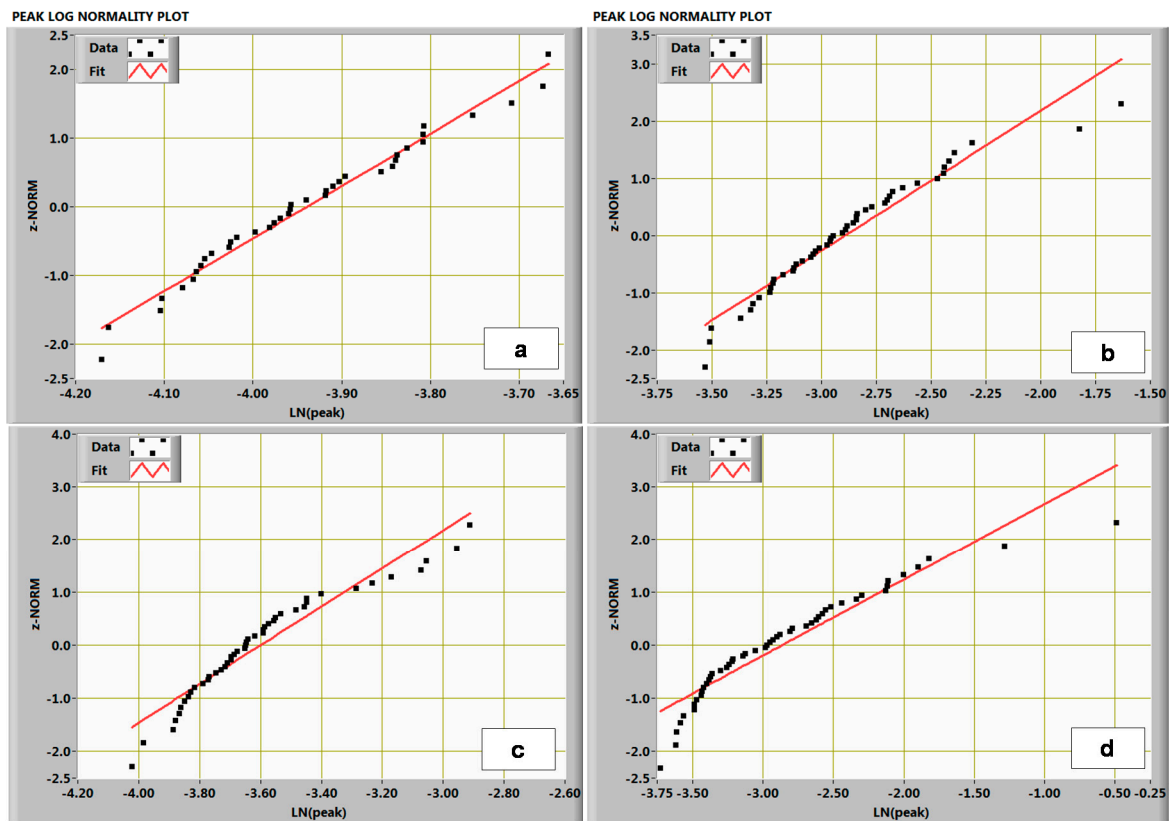 PEAK LOG NORMALITY PLOT
Data
Fit
2.5
2.0
1.0
0.0
-1.0
-2.0
-2.5
z-NORM
a
-4.20 -4.10 -4.00 -3.90 -3.80 -3.70 -3.65
LN(peak)
PEAK LOG NORMALITY PLOT
Data
Fit
3.5
3.0
2.0
1.0
0.0
-1.0
-2.0
-2.5
z-NORM
b
-3.75 -3.50 -3.25 -3.00 -2.75 -2.50 -2.25 -2.00 -1.75 -1.50
LN(peak)
Data
Fit
4.0
3.0
2.0
1.0
0.0
-1.0
-2.0
-2.5
z-NORM
c
-4.20 -4.00 -3.80 -3.60 -3.40 -3.20 -3.00 -2.80 -2.60
LN(peak)
Data
Fit
4.0
3.0
2.0
1.0
0.0
-1.0
-2.0
-2.5
z-NORM
d
-3.75 -3.50 -3.00 -2.50 -2.00 -1.50 -1.00 -0.50 -0.25
LN(peak)